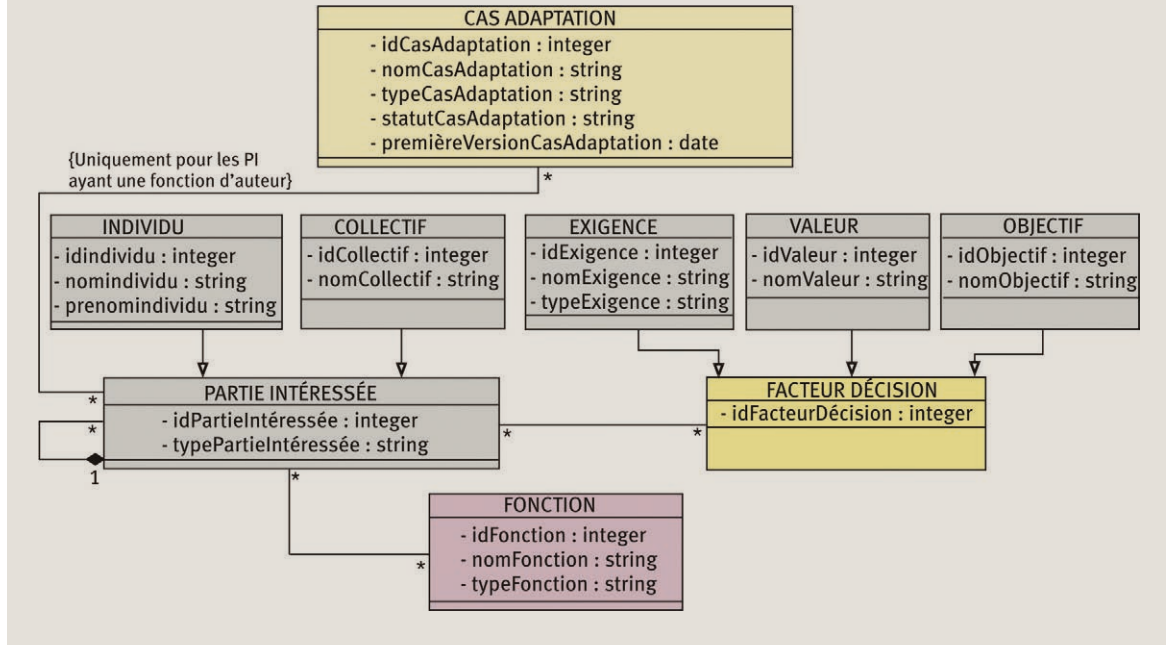 CAS ADAPTATION
- idCasAdaptation : integer
- nomCasAdaptation : string
- typeCasAdaptation : string
- statutCasAdaptation : string
- premièreVersionCasAdaptation : date
{Uniquement pour les PI
ayant une fonction d'auteur}
*
INDIVIDU
- idindividu : integer
- nomindividu : string
- prenomindividu : string
COLLECTIF
- idCollectif : integer
- nomCollectif : string
EXIGENCE
- idExigence : integer
- nomExigence : string
- typeExigence : string
VALEUR
- idValeur : integer
- nomValeur : string
OBJECTIF
- idObjectif : integer
- nomObjectif : string
*
PARTIE INTÉRESSÉE
- idPartieIntéressée : integer
- typePartieIntéressée : string
*
1
*
*
*
FACTEUR DÉCISION
- idFacteurDécision : integer
FONCTION
- idFonction : integer
- nomFonction : string
- typeFonction : string
*